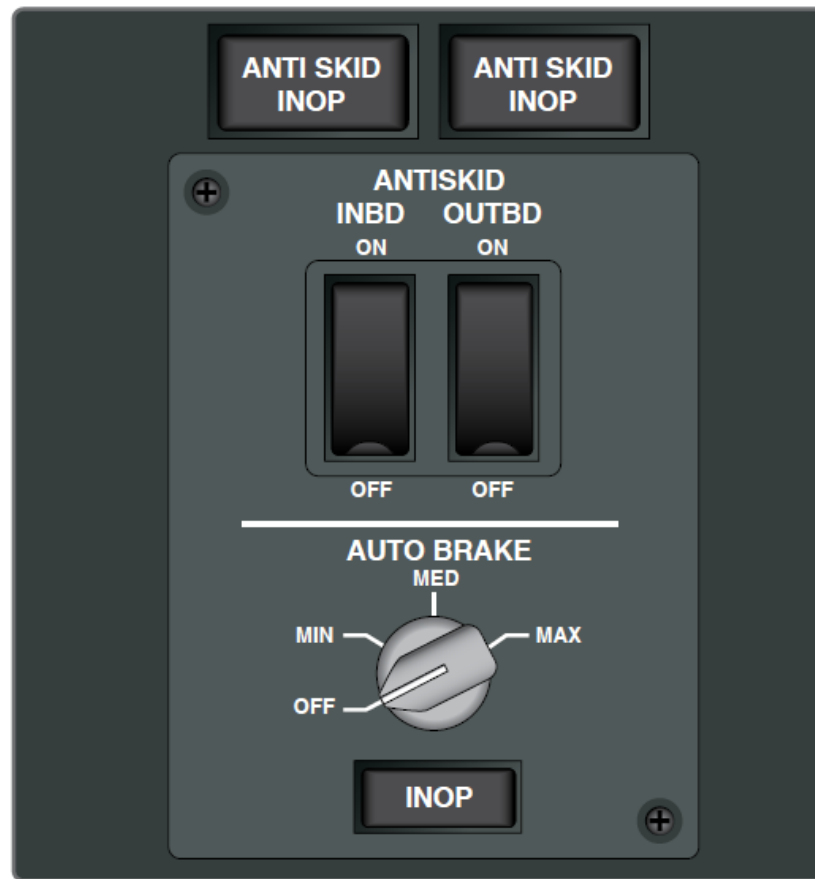 ANTI SKID
INOP
ANTI SKID
INOP
ANTISKID
INBD OUTBD
ON ON
OFF OFF
AUTO BRAKE
MED
MIN MAX
OFF
INOP